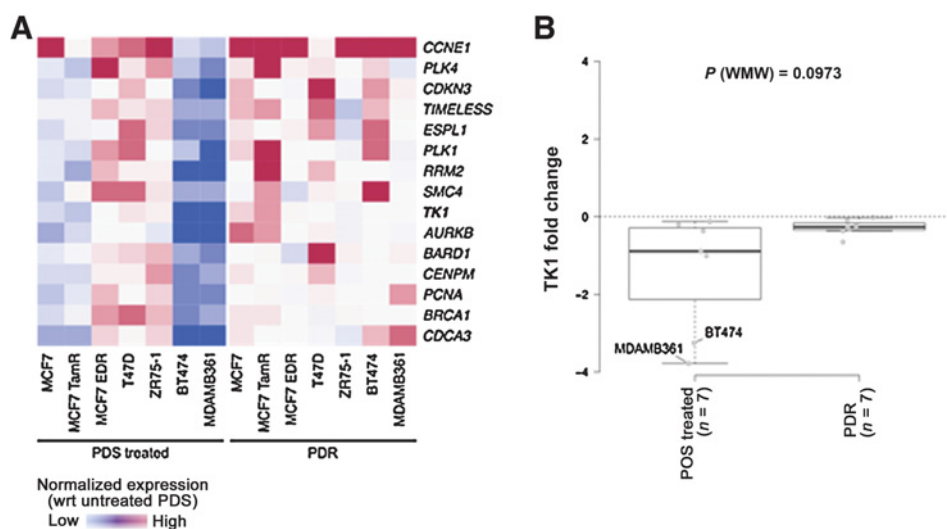 A
CCNE1
PLK4
CDKN3
TIMELESS
ESPL1
PLK1
RRM2
SMC4
TK1
AURKB
BARD1
CENPM
PCNA
BRCA1
CDCA3
MCF7
MCF7 TamR
MCF7 EDR
T47D
ZR75-1
BT474
MDAMB361
MCF7
MCF7 TamR
MCF7 EDR
T47D
ZR75-1
BT474
MDAMB361
PDS treated
PDR
Normalized expression
(wrt untreated PDS)
Low
High
B
P (WMW) = 0.0973
TK1 fold change
4
2
0
−2
−4
BT474
MDAMB361
POS treated
(n = 7)
PDR
(n = 7)